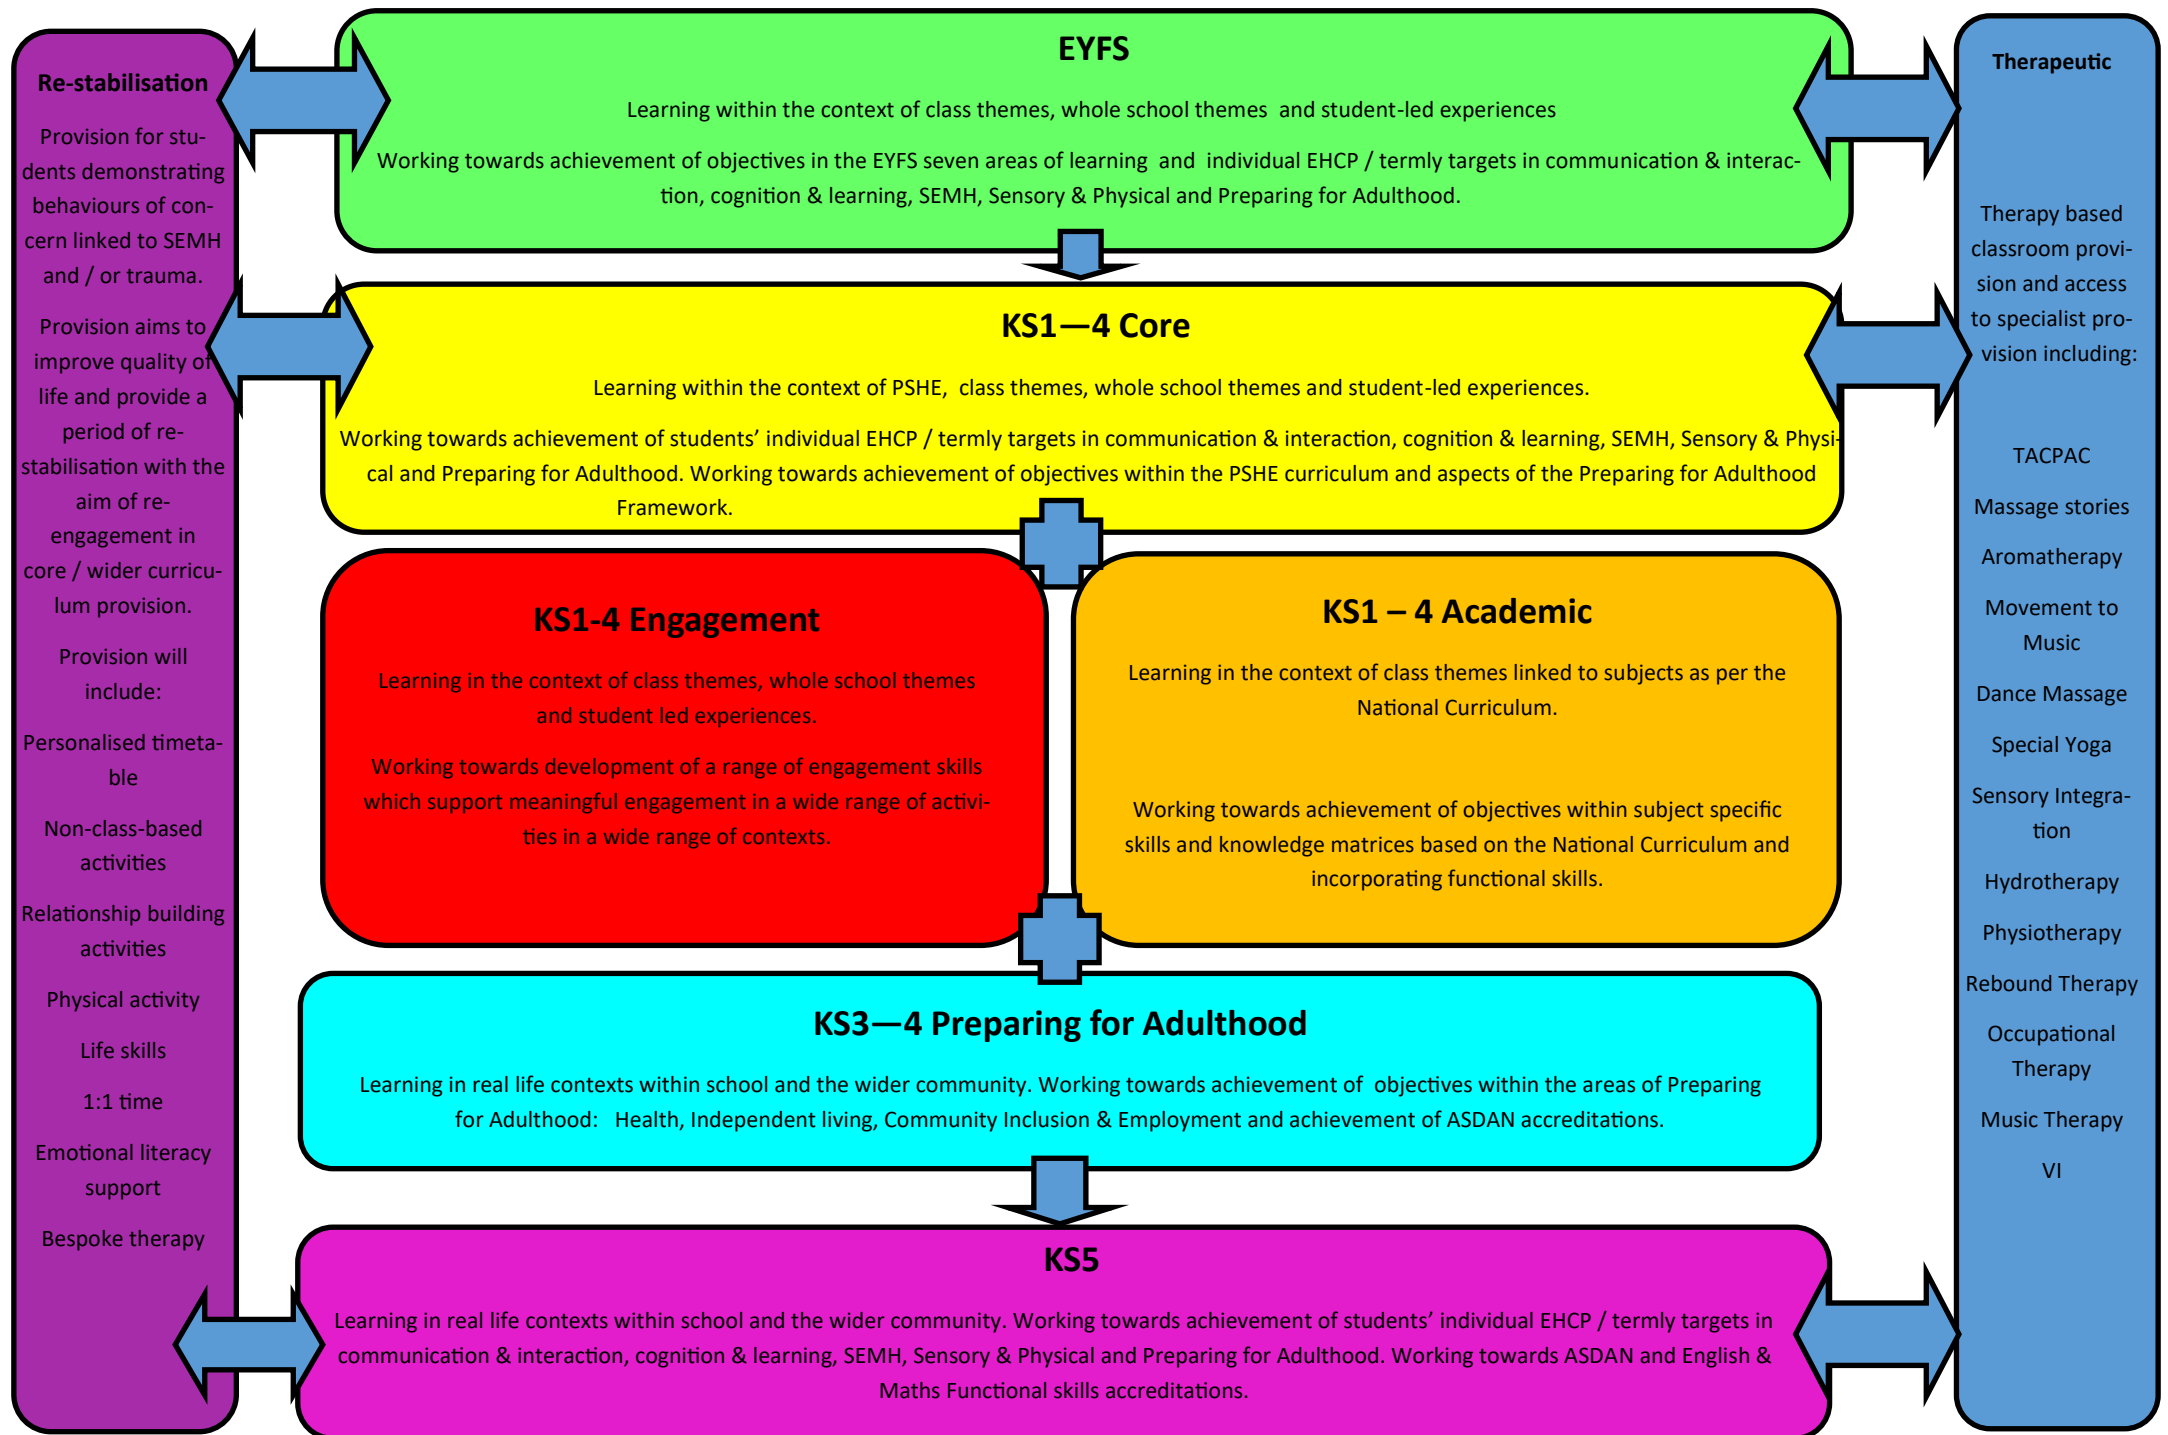 Re-stabilisation
Provision for stu-
dents demonstrating
behaviours of con-
cern linked to SEMH
and / or trauma.
Provision aims to
improve quality of
life and provide a
period of re-
stabilisation with the
aim of re-
engagement in
core / wider curricu-
lum provision.
Provision will
include:
Personalised timeta-
ble
Non-class-based
activities
Relationship building
activities
Physical activity
Life skills
1:1 time
Emotional literacy
support
Bespoke therapy
EYFS
Learning within the context of class themes, whole school themes  and student-led experiences
Working towards achievement of objectives in the EYFS seven areas of learning  and  individual EHCP / termly targets in communication & interac-
tion, cognition & learning, SEMH, Sensory & Physical and Preparing for Adulthood.
KS1—4 Core
Learning within the context of PSHE,  class themes, whole school themes and student-led experiences.
Working towards achievement of students’ individual EHCP / termly targets in communication & interaction, cognition & learning, SEMH, Sensory & Physi-
cal and Preparing for Adulthood. Working towards achievement of objectives within the PSHE curriculum and aspects of the Preparing for Adulthood
Framework.
KS1-4 Engagement
Learning in the context of class themes, whole school themes
and student led experiences.
Working towards development of a range of engagement skills
which support meaningful engagement in a wide range of activi-
ties in a wide range of contexts.
KS1 – 4 Academic
Learning in the context of class themes linked to subjects as per the
National Curriculum.
Working towards achievement of objectives within subject specific
skills and knowledge matrices based on the National Curriculum and
incorporating functional skills.
KS3—4 Preparing for Adulthood
Learning in real life contexts within school and the wider community. Working towards achievement of  objectives within the areas of Preparing
for Adulthood:   Health, Independent living, Community Inclusion & Employment and achievement of ASDAN accreditations.
KS5
Learning in real life contexts within school and the wider community. Working towards achievement of students’ individual EHCP / termly targets in
communication & interaction, cognition & learning, SEMH, Sensory & Physical and Preparing for Adulthood. Working towards ASDAN and English &
Maths Functional skills accreditations.
Therapeutic
Therapy based
classroom provi-
sion and access
to specialist pro-
vision including:
TACPAC
Massage stories
Aromatherapy
Movement to
Music
Dance Massage
Special Yoga
Sensory Integra-
tion
Hydrotherapy
Physiotherapy
Rebound Therapy
Occupational
Therapy
Music Therapy
VI